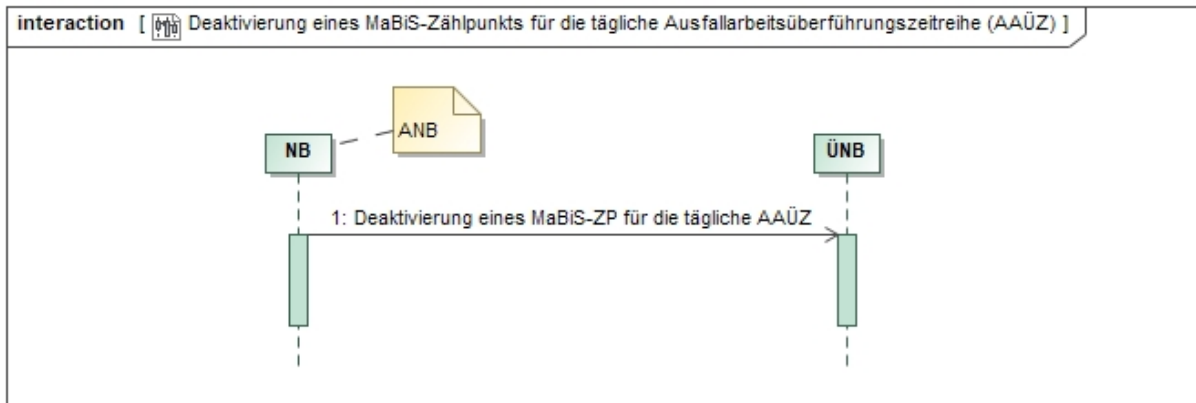 interaction [ Deaktivierung eines MaBiS-Zählpunkts für die tägliche Ausfallarbeitsüberführungszeitreihe (AAÜZ) ]
ANB
NB
ÜNB
1: Deaktivierung eines MaBiS-ZP für die tägliche AAÜZ